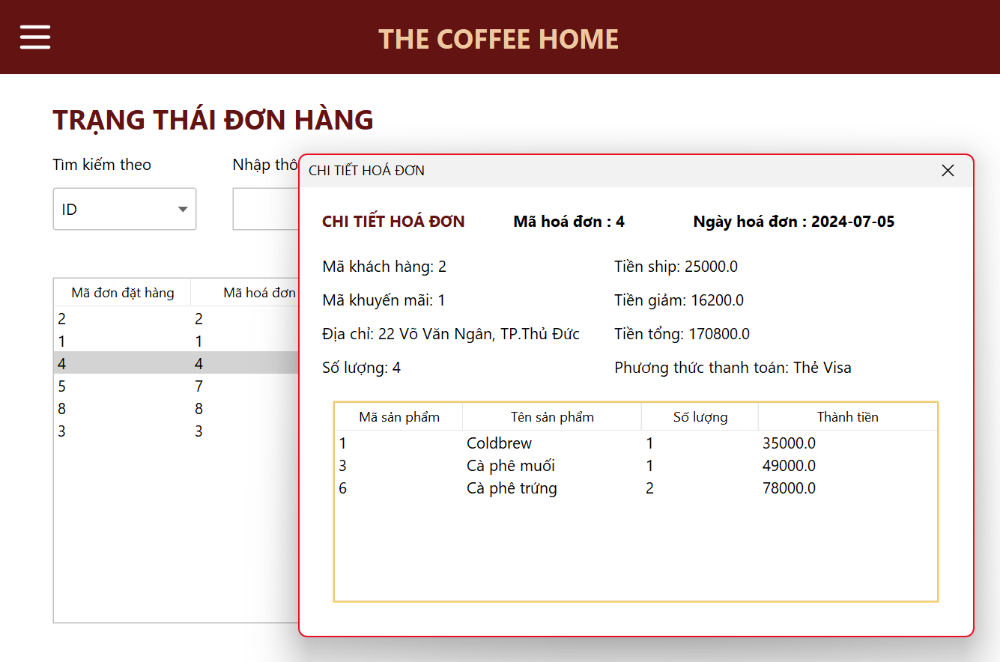 THE COFFEE HOME
TRẠNG THÁI ĐƠN HÀNG
Tìm kiếm theo
Nhập
ID
Mã đơn đặt hàng Mã hoá đơn
2 2
1 1
4 4
5 7
8 8
3 3
CHI TIẾT HOÁ ĐƠN
CHI TIẾT HOÁ ĐƠN Mã hoá đơn : 4 Ngày hoá đơn : 2024-07-05
Mã khách hàng: 2 Tiền ship: 25000.0
Mã khuyến mãi: 1 Tiền giảm: 16200.0
Địa chỉ: 22 Võ Văn Ngân, TP.Thủ Đức Tiền tổng: 170800.0
Số lượng: 4 Phương thức thanh toán: Thẻ Visa
Mã sản phẩm Tên sản phẩm Số lượng Thành tiền
1 Coldbrew 1 35000.0
3 Cà phê muối 1 49000.0
6 Cà phê trứng 2 78000.0